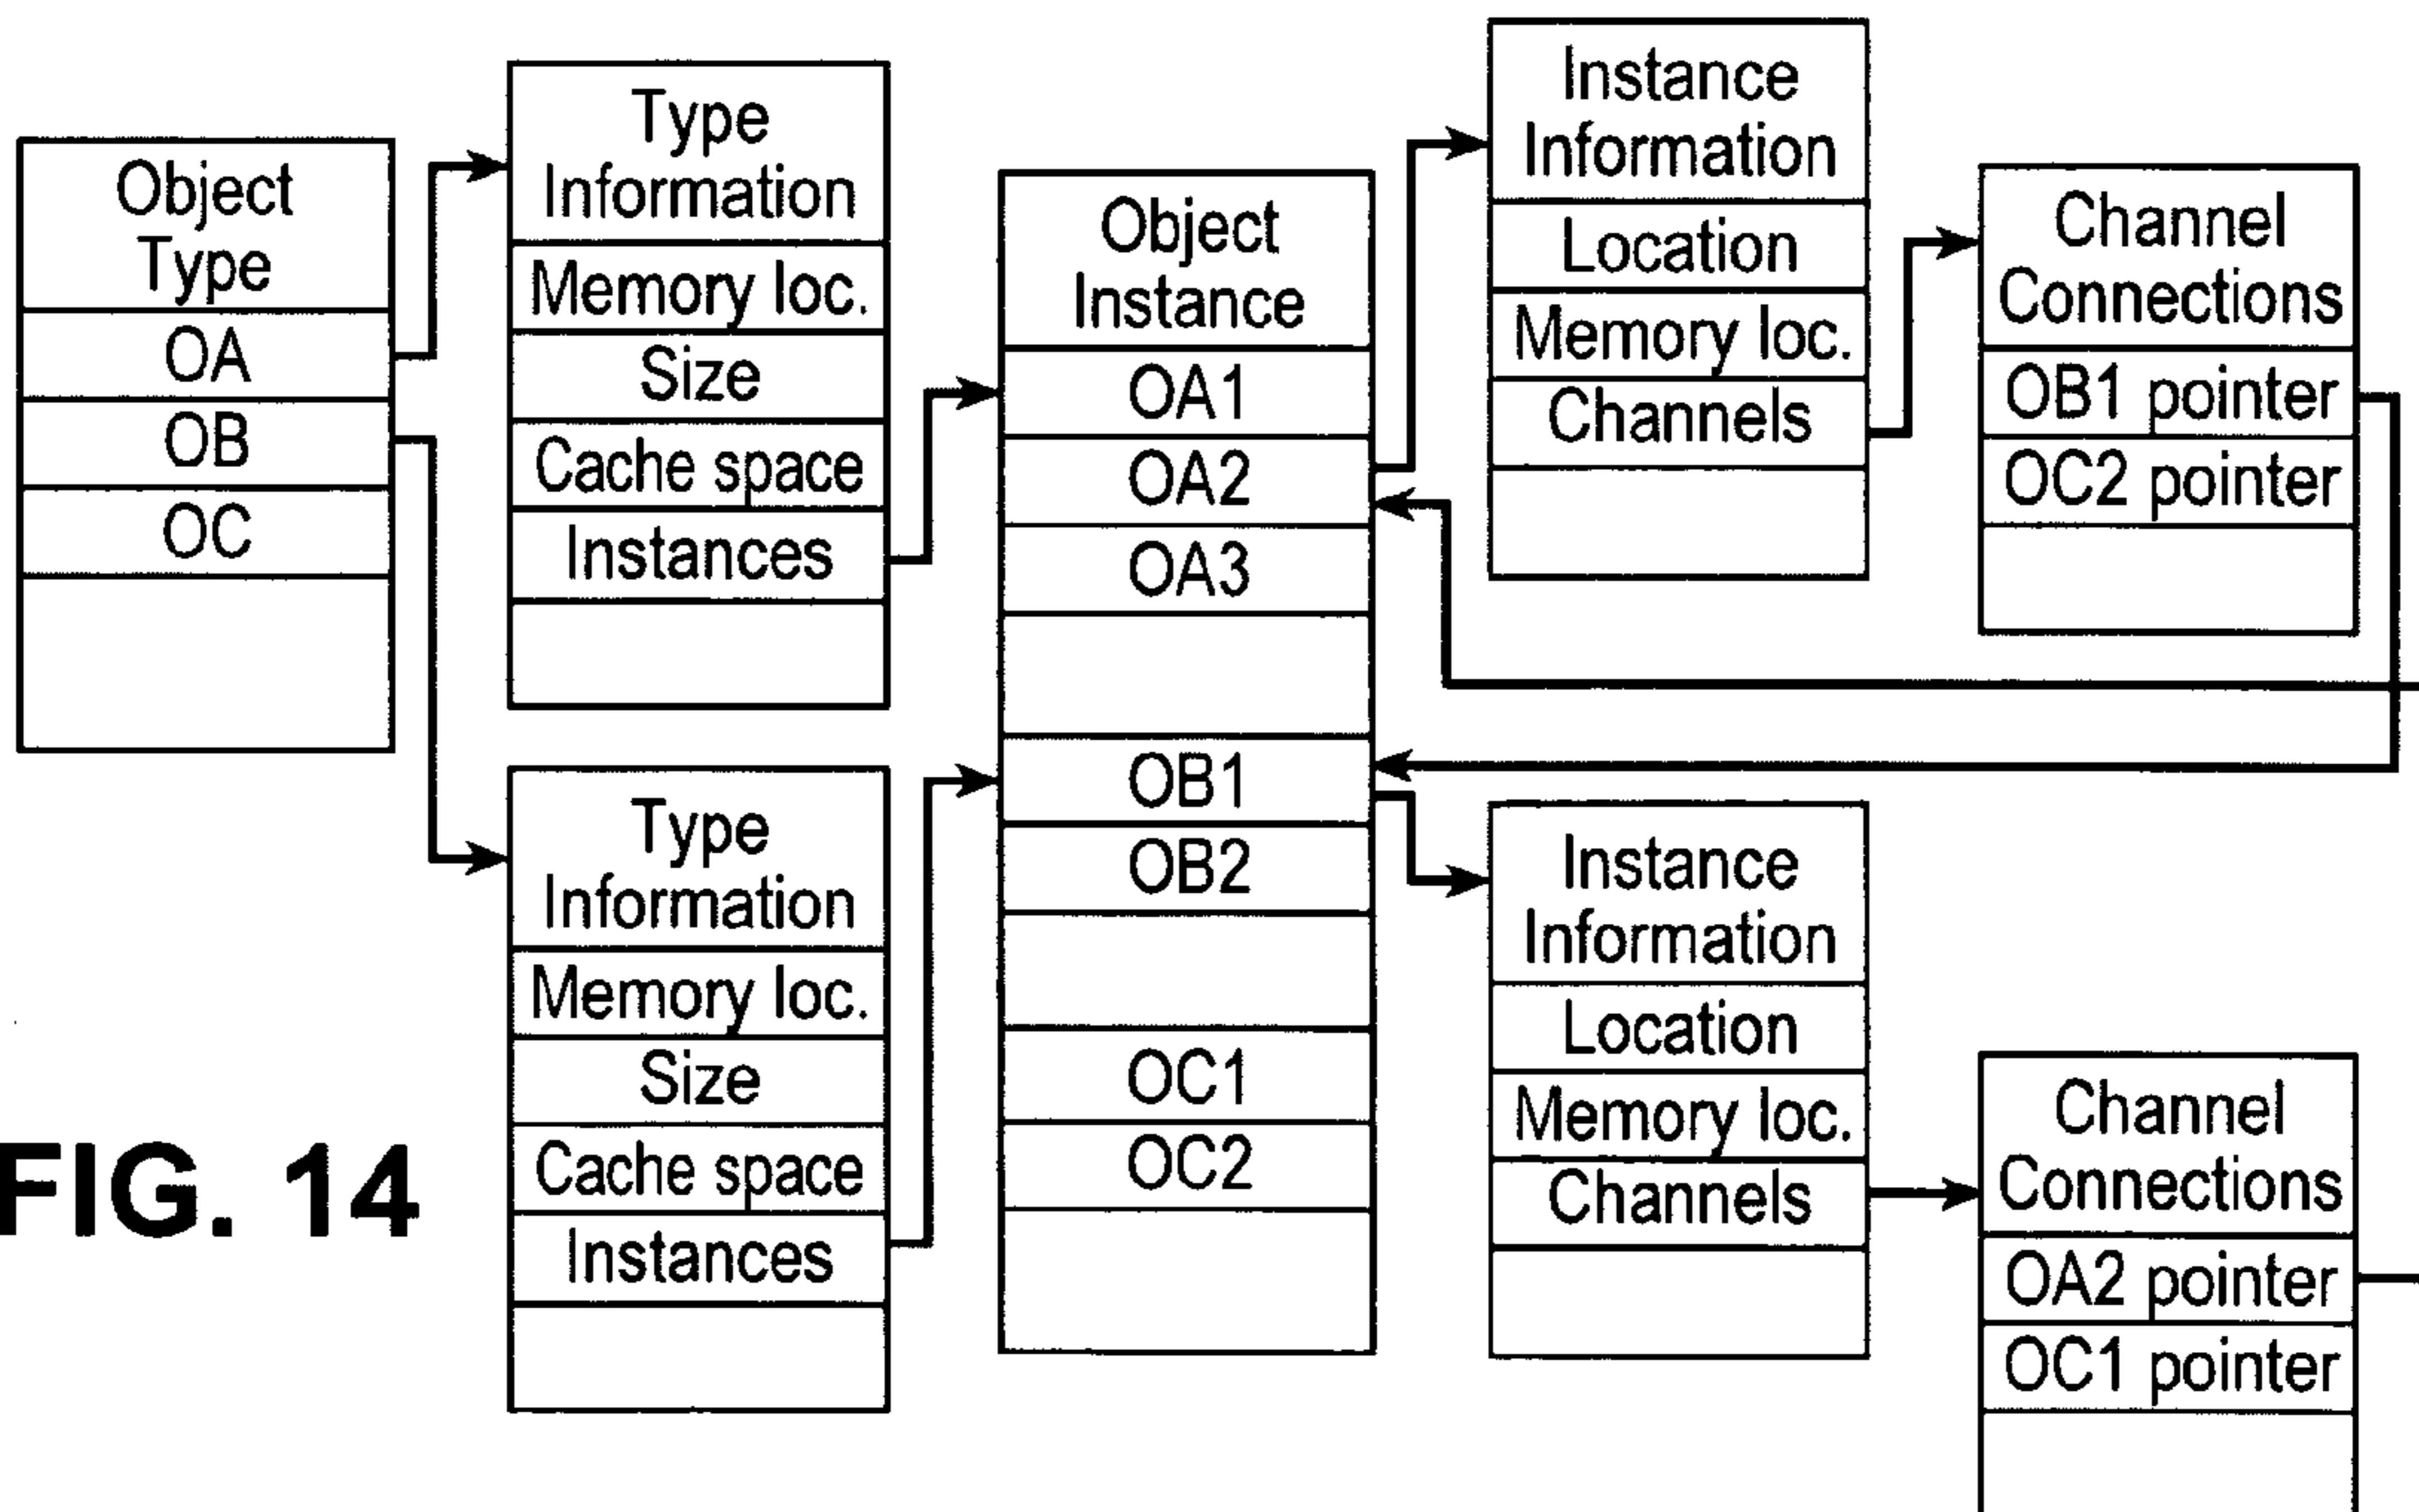 Object
Type
OA
OB
OC
Type
Information
Memory loc.
Size
Cache space
Instances
Type
Information
Memory loc.
Size
Cache space
Instances
Object
Instance
OA1
OA2
OA3
OB1
OB2
OC1
OC2
Instance
Information
Location
Memory loc.
Channels
Channel
Connections
OB1 pointer
OC2 pointer
Instance
Information
Location
Memory loc.
Channels
Channel
Connections
OA2 pointer
OC1 pointer
FIG. 14